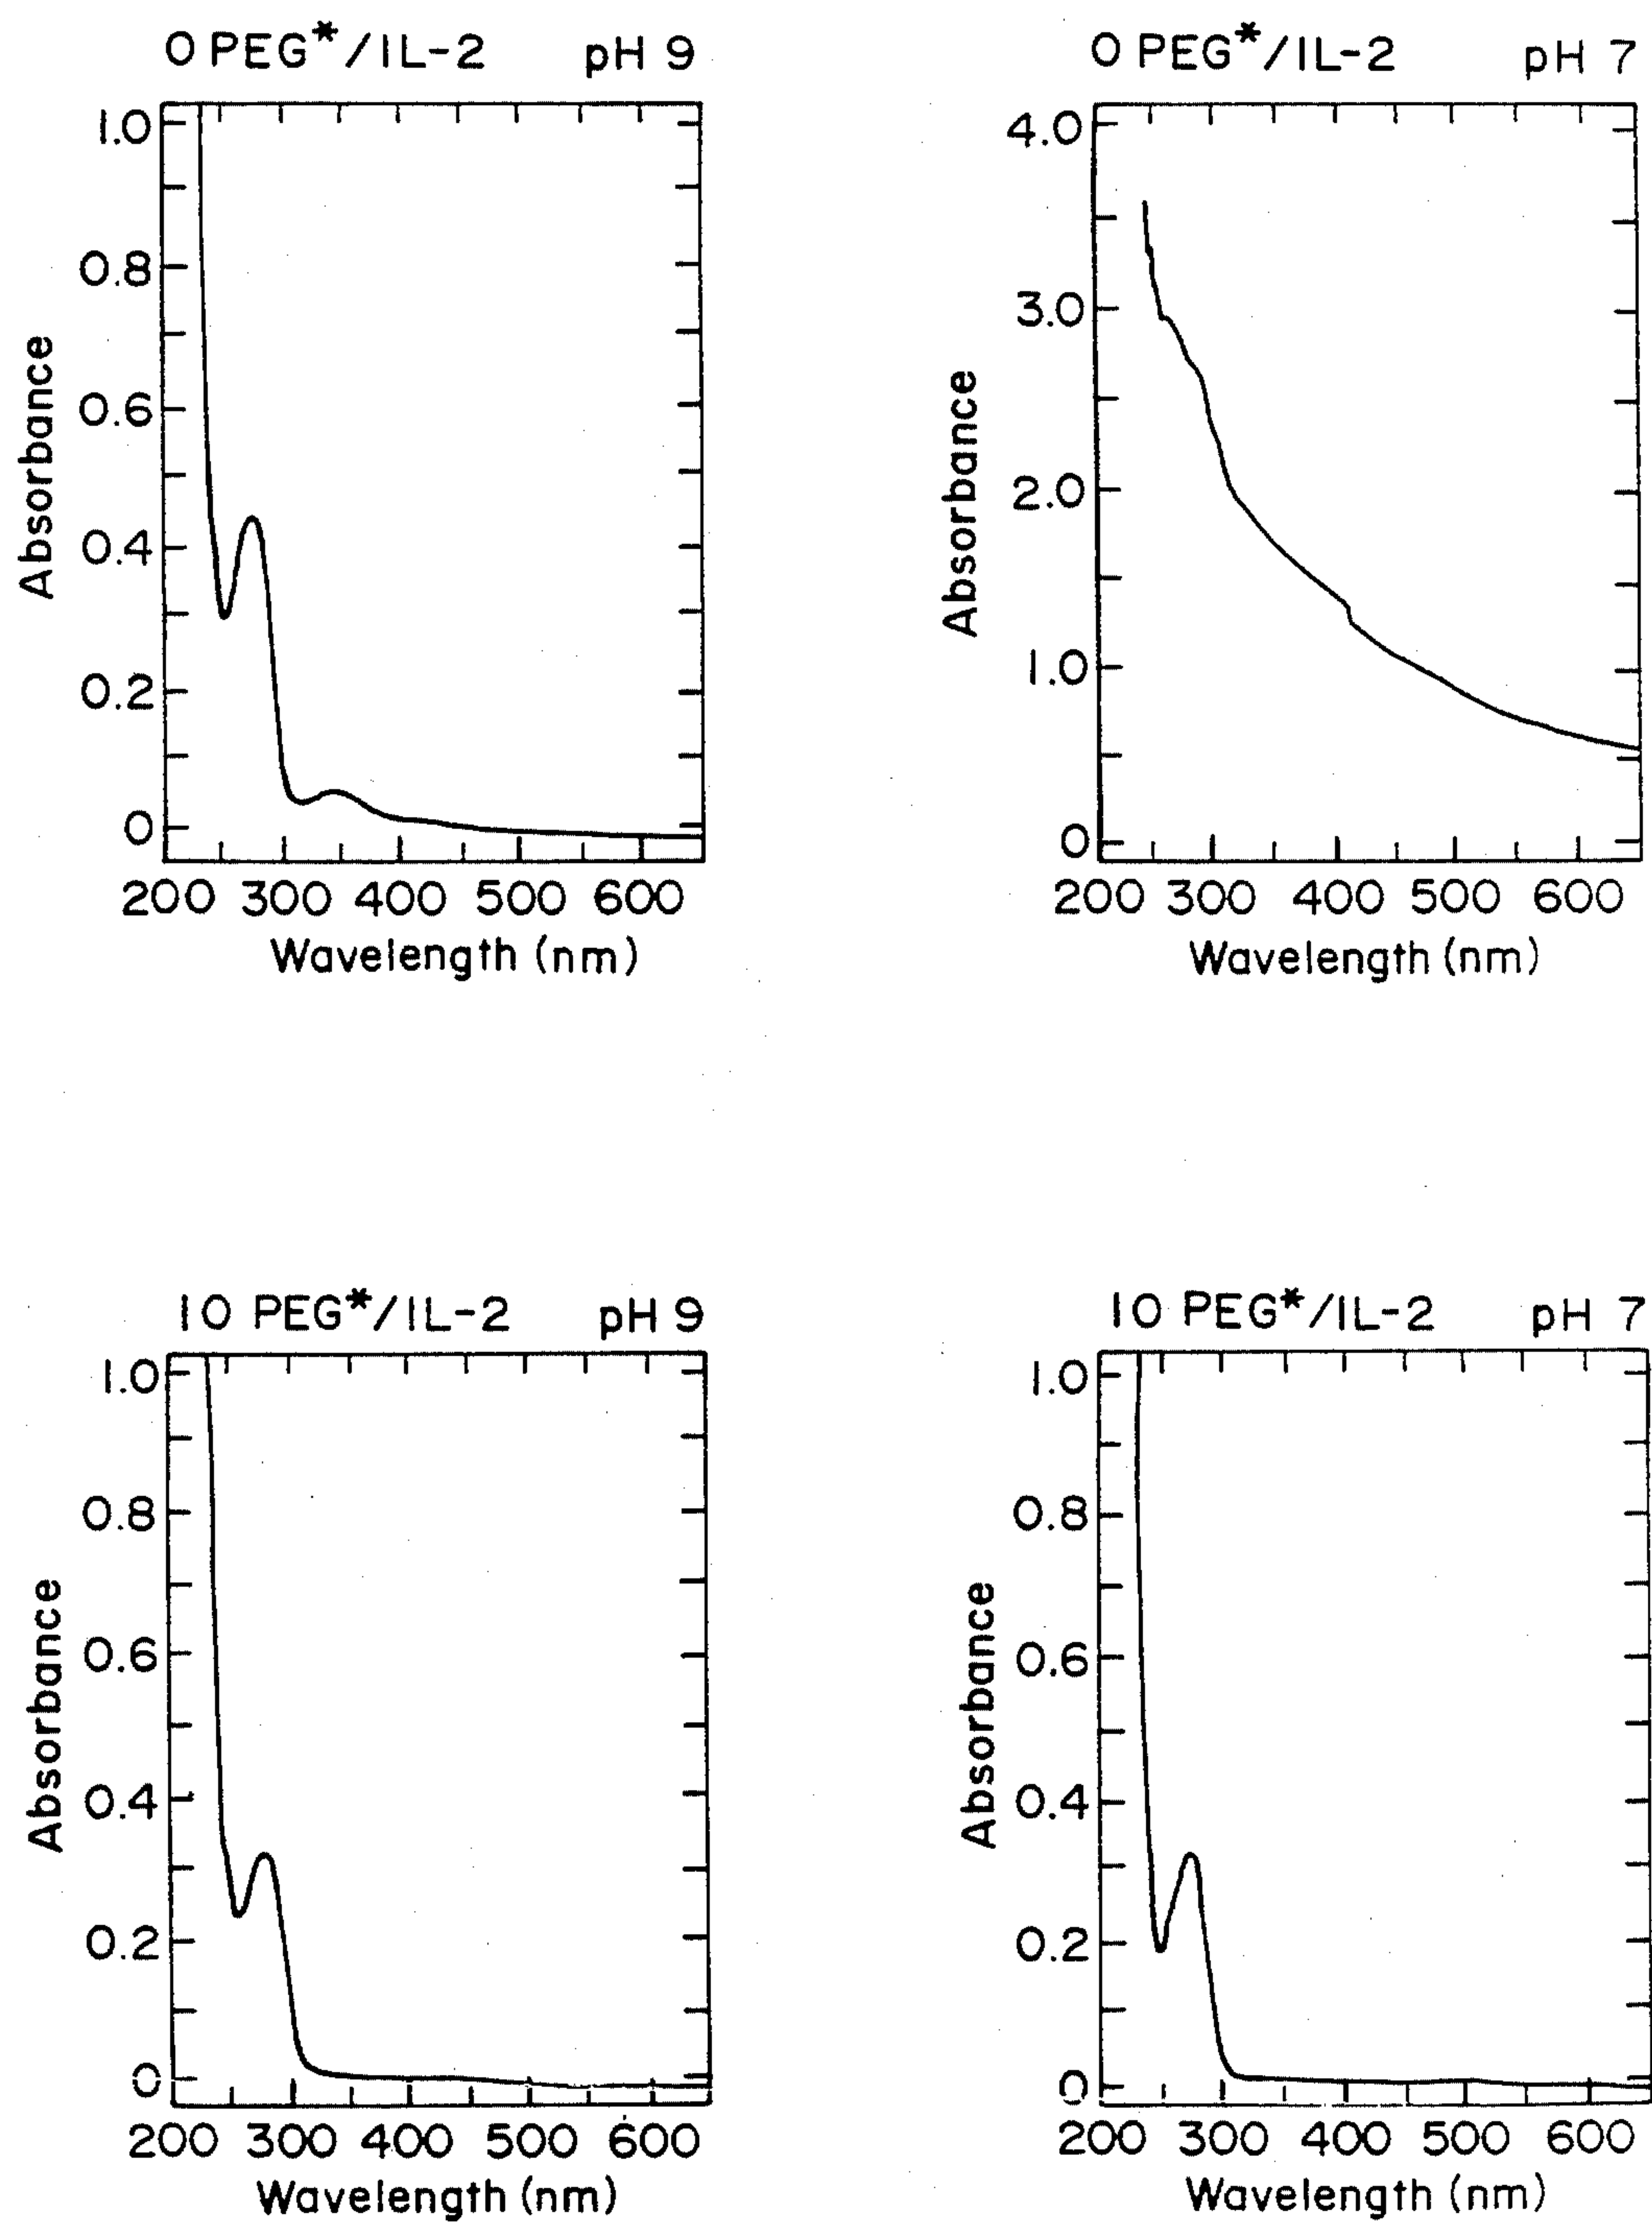 0 PEG*/IL-2 pH 9
1.0
0.8
0.6
0.4
0.2
0
Absorbance
200 300 400 500 600
Wavelength (nm)
0 PEG*/IL-2 pH 7
4.0
3.0
2.0
1.0
0
Absorbance
200 300 400 500 600
Wavelength (nm)
10 PEG*/IL-2 pH 9
1.0
0.8
0.6
0.4
0.2
0
Absorbance
200 300 400 500 600
Wavelength (nm)
10 PEG*/IL-2 pH 7
1.0
0.8
0.6
0.4
0.2
0
Absorbance
200 300 400 500 600
Wavelength (nm)